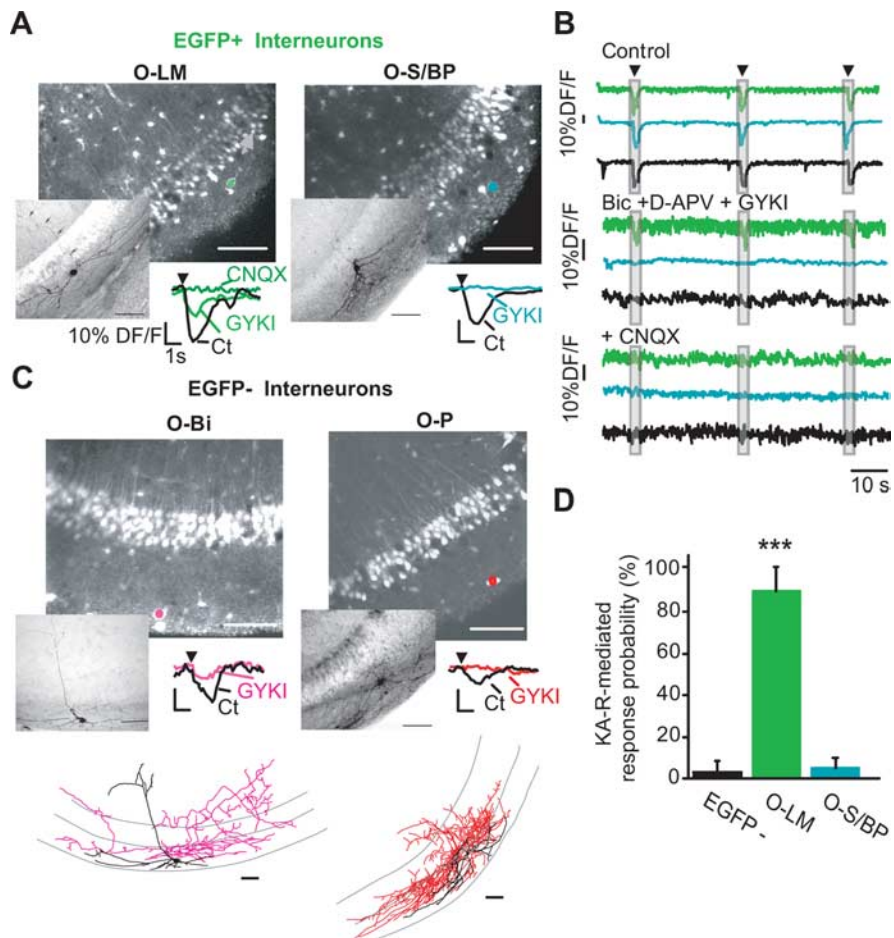 A
EGFP+ Interneurons
O-LM
O-S/BP
CNQX
GYKI
Ct
10% DF/F
1s
GYKI
Ct
B
Control
10%DF/F
Bic +D-APV + GYKI
10%DF/F
+ CNQX
10%DF/F
10 s
C
EGFP- Interneurons
O-Bi
O-P
GYKI
Ct
GYKI
Ct
D
KA-R-mediated
response probability (%)
100
80
60
40
20
0
***
EGFP -
O-LM
O-S/BP